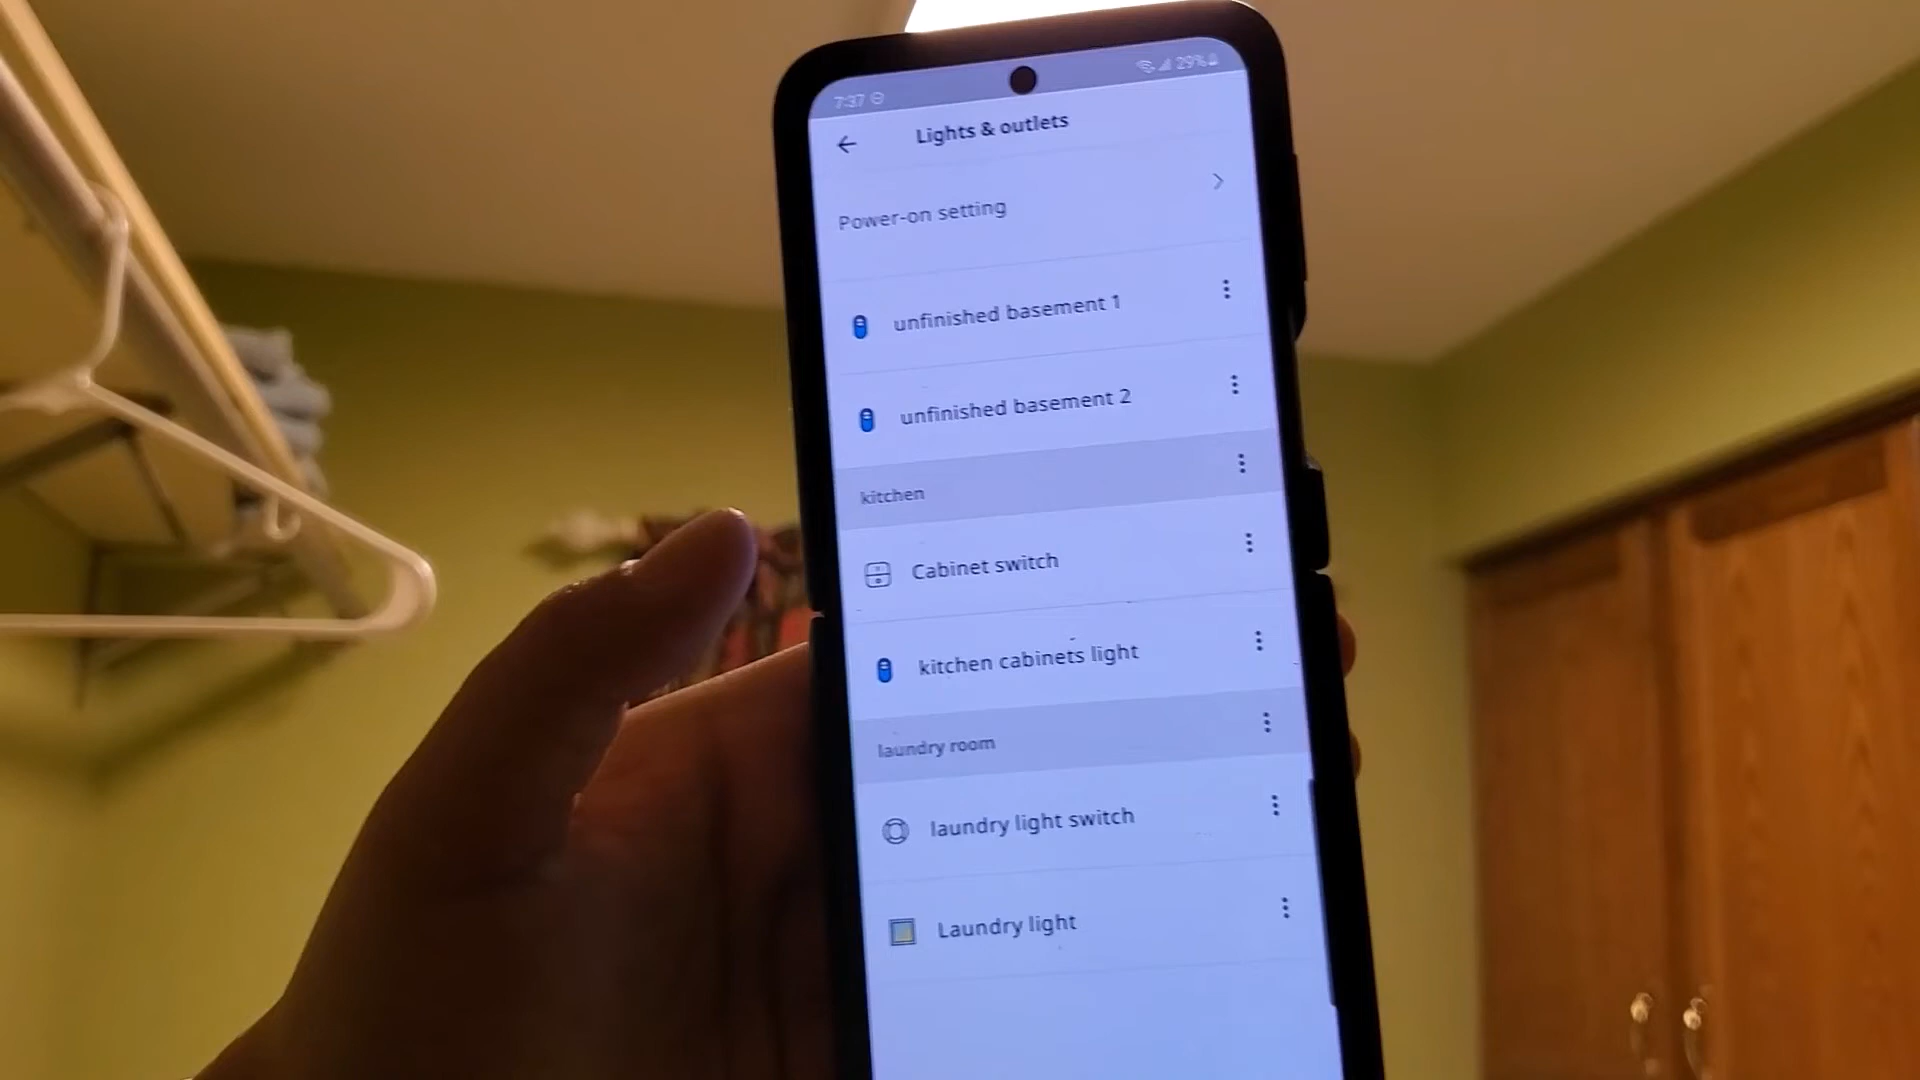 7:37
29%
Lights & outlets
Power-on setting
unfinished basement 1
unfinished basement 2
kitchen
Cabinet switch
kitchen cabinets light
laundry room
laundry light switch
Laundry light